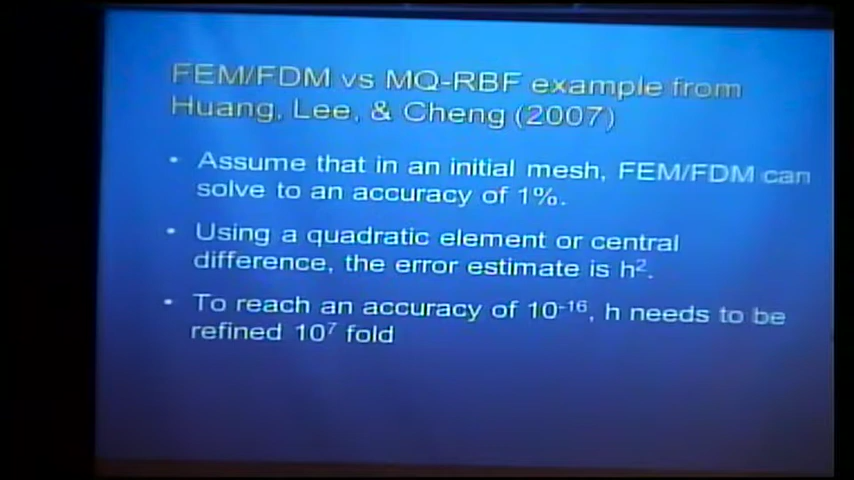 FEM/FDM vs MQ-RBF example from
Huang, Lee, & Cheng (2007)
• Assume that in an initial mesh, FEM/FDM can
solve to an accuracy of 1%.
• Using a quadratic element or central
difference, the error estimate is h².
• To reach an accuracy of 10⁻¹⁶, h needs to be
refined 10⁷ fold